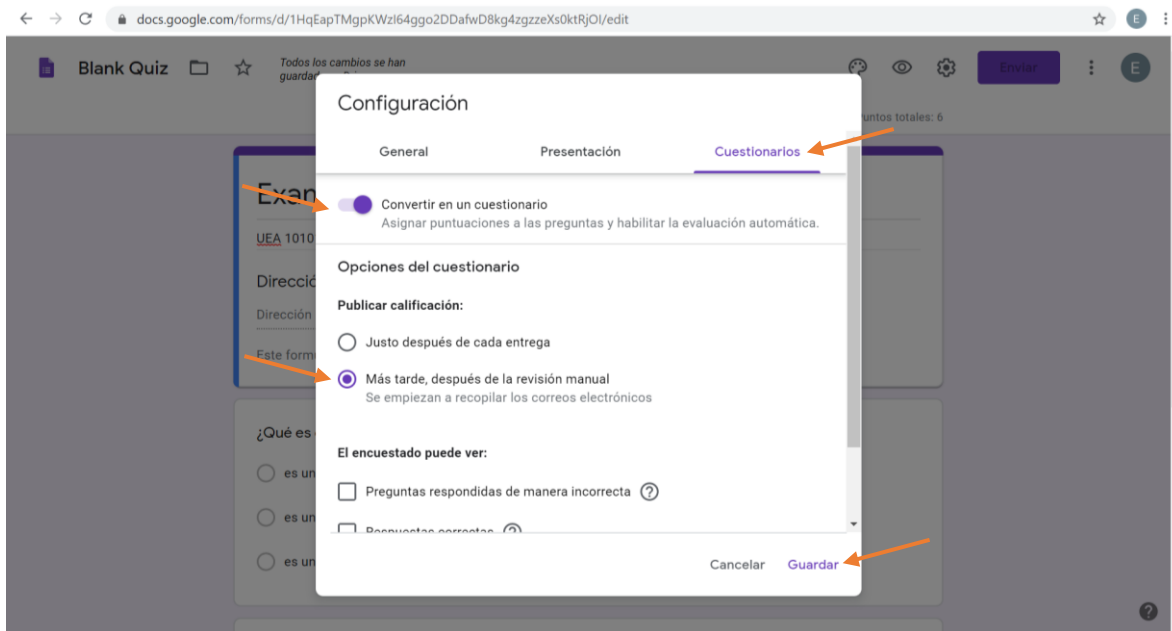 docs.google.com/forms/d/1HqEapTMgpKWzl64ggo2DDafwD8kg4zgzzeXs0ktRjOI/edit
E
Blank Quiz
Todos los cambios se han
guardad
Enviar
E
Configuración
untos totales: 6
General
Presentación
Cuestionarios
Exan
Convertir en un cuestionario
Asignar puntuaciones a las preguntas y habilitar la evaluación automática.
UEA 1010
Opciones del cuestionario
Direcció
Publicar calificación:
Dirección
Justo después de cada entrega
Este form
Más tarde, después de la revisión manual
Se empiezan a recopilar los correos electrónicos
¿Qué es
El encuestado puede ver:
es un
Preguntas respondidas de manera incorrecta
es un
Respuestas correctas
es un
Cancelar
Guardar